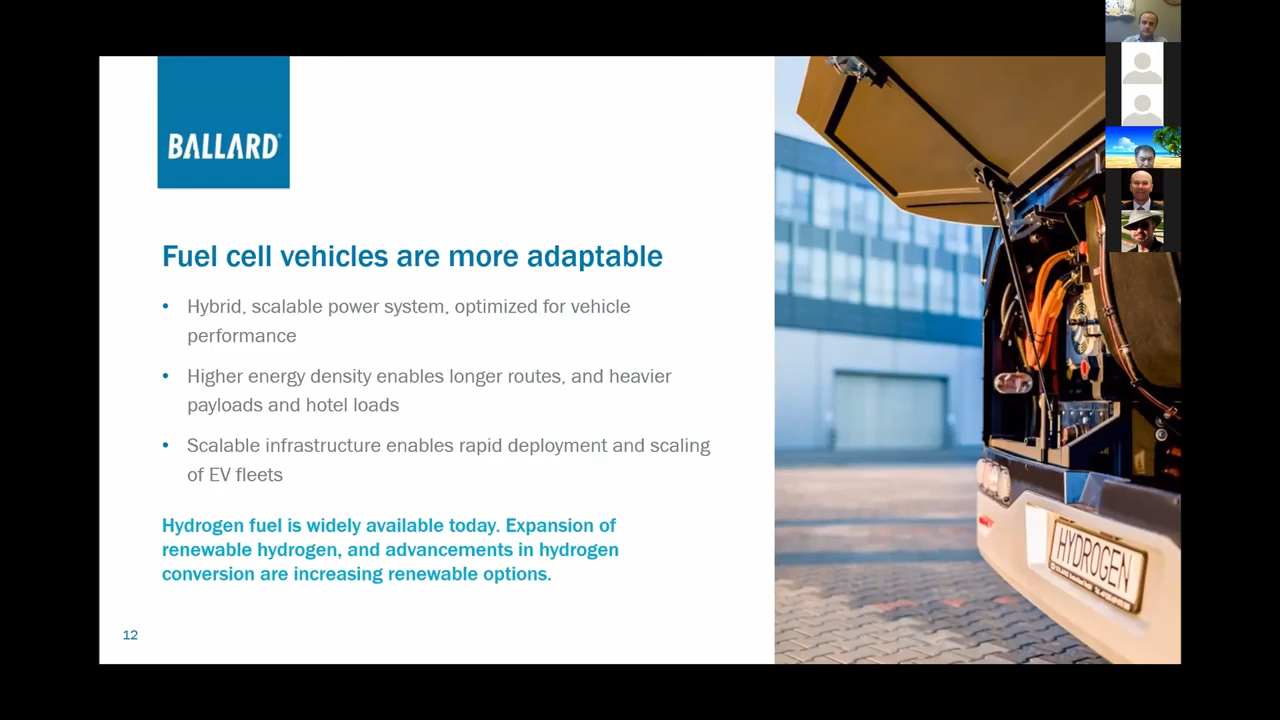 BALLARD
Fuel cell vehicles are more adaptable
• Hybrid, scalable power system, optimized for vehicle
performance
• Higher energy density enables longer routes, and heavier
payloads and hotel loads
• Scalable infrastructure enables rapid deployment and scaling
of EV fleets
Hydrogen fuel is widely available today. Expansion of
renewable hydrogen, and advancements in hydrogen
conversion are increasing renewable options.
12
HYDROGEN